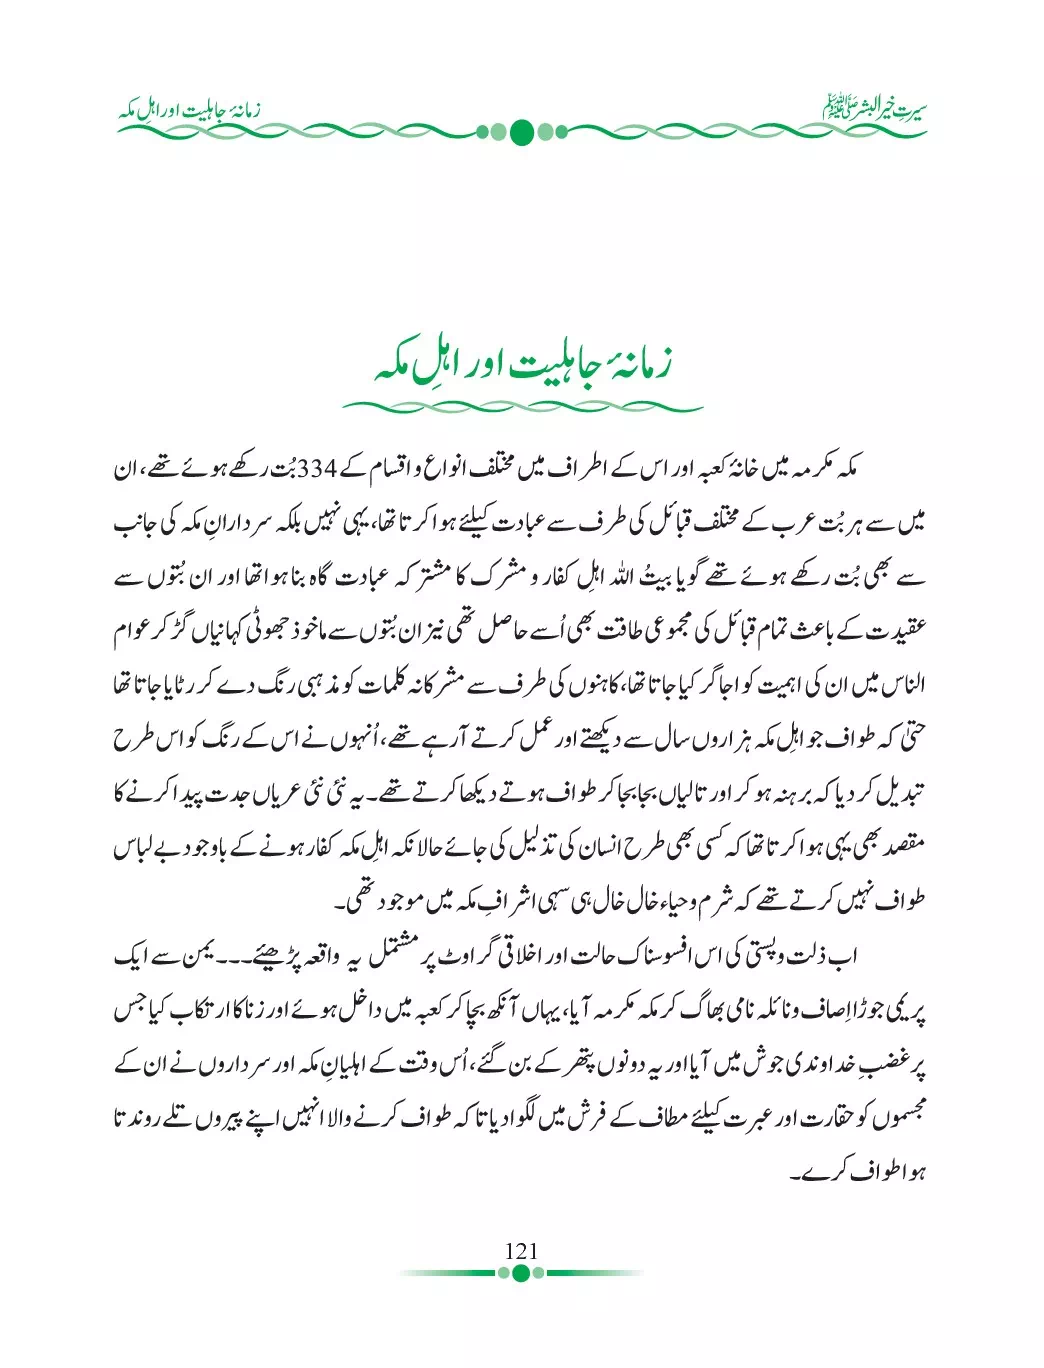 سیرتِ خیر البشر ﷺ
زمانۂ جاہلیت اور اہلِ مکہ
زمانۂ جاہلیت اور اہلِ مکہ
مکہ مکرمہ میں خانۂ کعبہ اور اس کے اطراف میں مختلف انواع و اقسام کے 334 بُت رکھے ہوئے تھے، ان
میں سے ہر بُت عرب کے مختلف قبائل کی طرف سے عبادت کیلئے ہوا کرتا تھا، یہی نہیں بلکہ سردارانِ مکہ کی جانب
سے بھی بُت رکھے ہوئے تھے گویا بیتُ اللہ اہلِ کفار و مشرک کا مشترکہ عبادت گاہ بنا ہوا تھا اور ان بُتوں سے
عقیدت کے باعث تمام قبائل کی مجموعی طاقت بھی اُسے حاصل تھی نیز ان بُتوں سے ماخوذ جھوٹی کہانیاں گڑ کر عوام
الناس میں ان کی اہمیت کو اجاگر کیا جاتا تھا، کاہنوں کی طرف سے مشرکانہ کلمات کو مذہبی رنگ دے کر رٹایا جاتا تھا
حتیٰ کہ طواف جو اہلِ مکہ ہزاروں سال سے دیکھتے اور عمل کرتے آرہے تھے، اُنہوں نے اس کے رنگ کو اس طرح
تبدیل کر دیا کہ برہنہ ہو کر اور تالیاں بجا بجا کر طواف ہوتے دیکھا کرتے تھے۔ یہ نئی نئی عریاں جدت پیدا کرنے کا
مقصد بھی یہی ہوا کرتا تھا کہ کسی بھی طرح انسان کی تذلیل کی جائے حالانکہ اہلِ مکہ کفار ہونے کے باوجود بے لباس
طواف نہیں کرتے تھے کہ شرم و حیاء خال خال ہی سہی اشرافِ مکہ میں موجود تھی۔
اب ذلت و پستی کی اس افسوسناک حالت اور اخلاقی گراوٹ پر مشتمل یہ واقعہ پڑھیئے۔۔۔ یمن سے ایک
پریمی جوڑا اِصاف و نائلہ نامی بھاگ کر مکہ مکرمہ آیا، یہاں آنکھ بچا کر کعبہ میں داخل ہوئے اور زنا کا ارتکاب کیا جس
پر غضبِ خداوندی جوش میں آیا اور یہ دونوں پتھر کے بن گئے، اُس وقت کے اہلیانِ مکہ اور سرداروں نے ان کے
مجسموں کو حقارت اور عبرت کیلئے مطاف کے فرش میں لگوا دیا تا کہ طواف کرنے والا انہیں اپنے پیروں تلے روندتا
ہوا طواف کرے۔
121